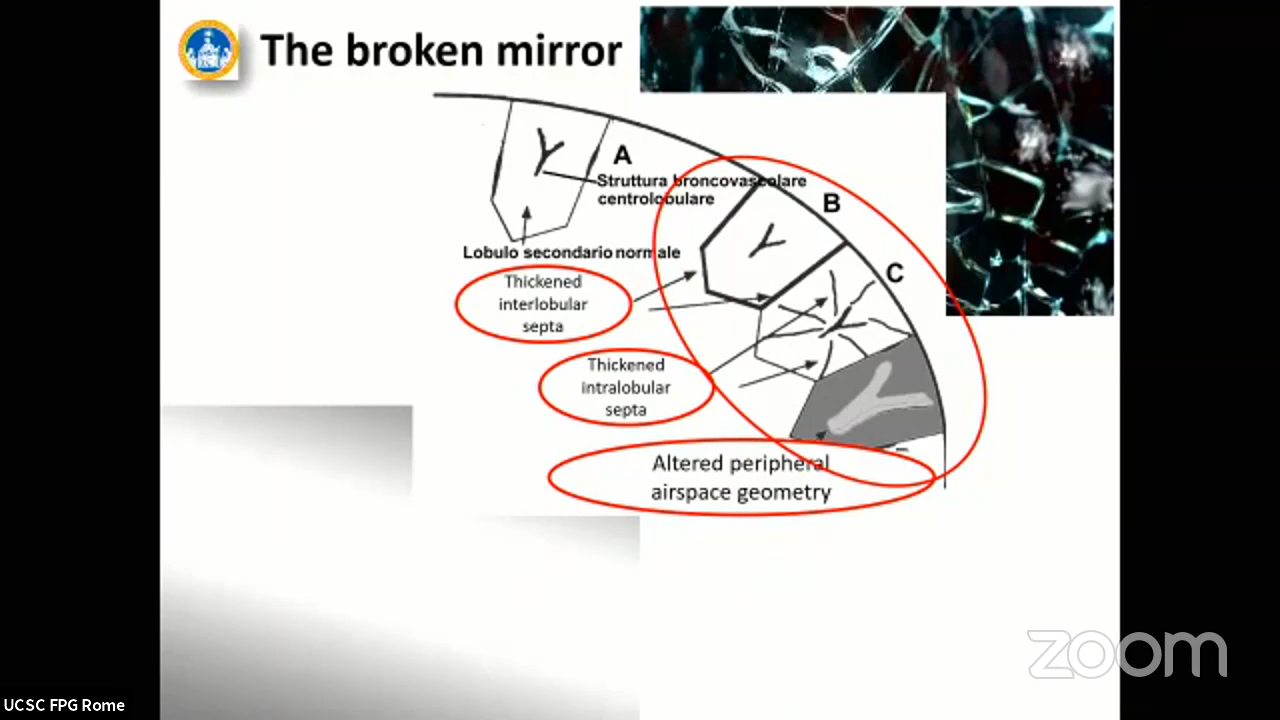 The broken mirror
A
Struttura broncovascolare
centrolobulare
B
Lobulo secondario normale
C
Thickened
interlobular
septa
Thickened
intralobular
septa
Altered peripheral
airspace geometry
zoom
UCSC FPG Rome